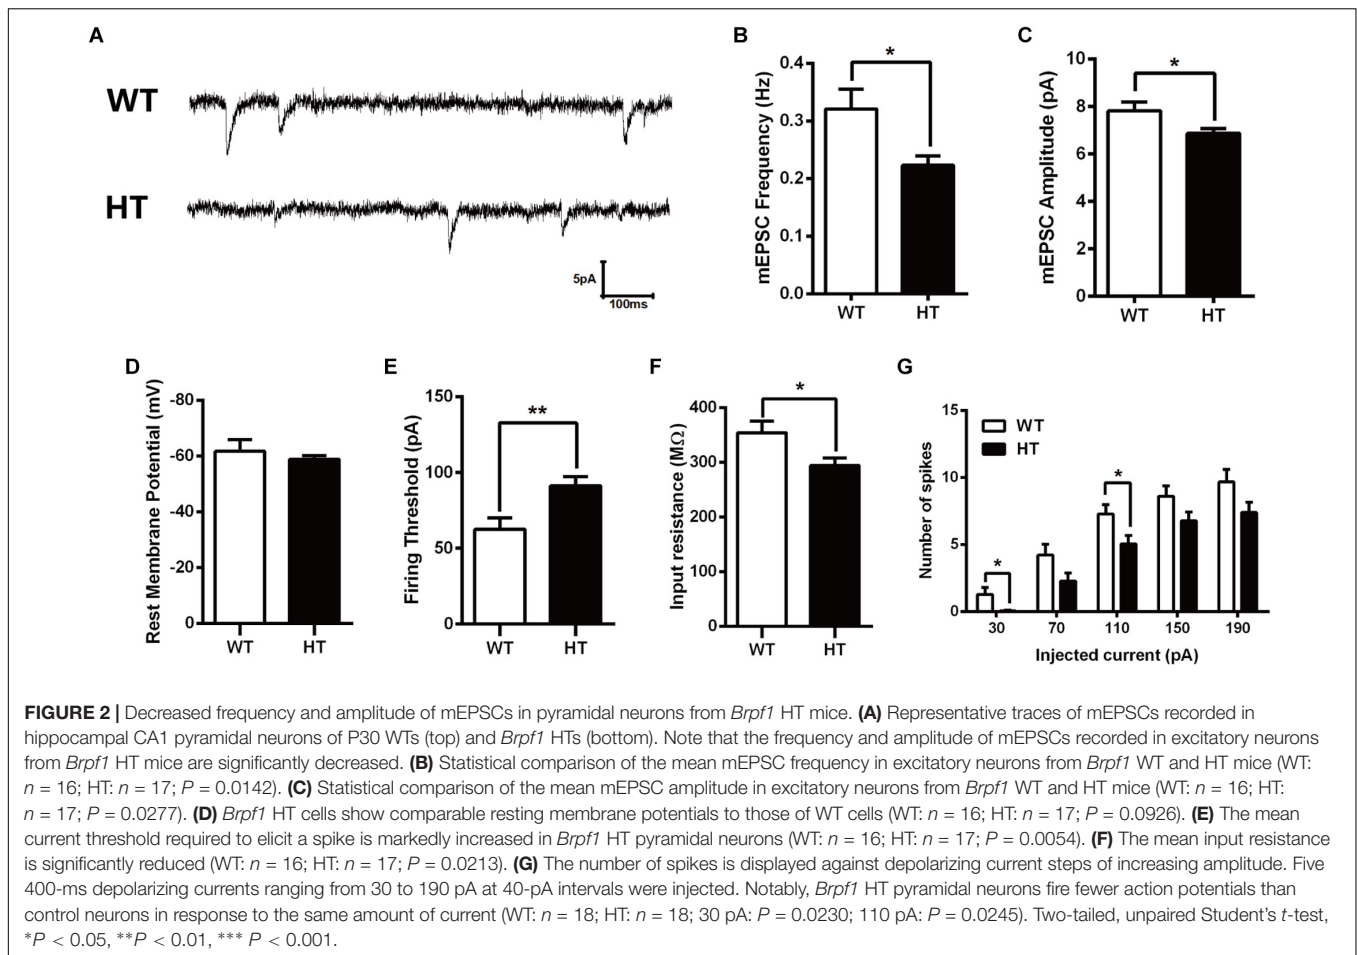 A
WT
HT
5pA
100ms
B
mEPSC Frequency (Hz)
0.4
0.3
0.2
0.1
0.0
*
WT
HT
C
mEPSC Amplitude (pA)
10
8
6
4
2
0
*
WT
HT
D
Rest Membrane Potential (mV)
-80
-60
-40
-20
0
WT
HT
E
Firing Threshold (pA)
150
100
50
0
**
WT
HT
F
Input resistance (MΩ)
400
300
200
100
0
*
WT
HT
G
Number of spikes
15
10
5
0
WT
HT
*
*
30 70 110 150 190
Injected current (pA)
FIGURE 2 | Decreased frequency and amplitude of mEPSCs in pyramidal neurons from Brpf1 HT mice. (A) Representative traces of mEPSCs recorded in
hippocampal CA1 pyramidal neurons of P30 WTs (top) and Brpf1 HTs (bottom). Note that the frequency and amplitude of mEPSCs recorded in excitatory neurons
from Brpf1 HT mice are significantly decreased. (B) Statistical comparison of the mean mEPSC frequency in excitatory neurons from Brpf1 WT and HT mice (WT:
n = 16; HT: n = 17; P = 0.0142). (C) Statistical comparison of the mean mEPSC amplitude in excitatory neurons from Brpf1 WT and HT mice (WT: n = 16; HT:
n = 17; P = 0.0277). (D) Brpf1 HT cells show comparable resting membrane potentials to those of WT cells (WT: n = 16; HT: n = 17; P = 0.0926). (E) The mean
current threshold required to elicit a spike is markedly increased in Brpf1 HT pyramidal neurons (WT: n = 16; HT: n = 17; P = 0.0054). (F) The mean input resistance
is significantly reduced (WT: n = 16; HT: n = 17; P = 0.0213). (G) The number of spikes is displayed against depolarizing current steps of increasing amplitude. Five
400-ms depolarizing currents ranging from 30 to 190 pA at 40-pA intervals were injected. Notably, Brpf1 HT pyramidal neurons fire fewer action potentials than
control neurons in response to the same amount of current (WT: n = 18; HT: n = 18; 30 pA: P = 0.0230; 110 pA: P = 0.0245). Two-tailed, unpaired Student's t-test,
*P < 0.05, **P < 0.01, *** P < 0.001.